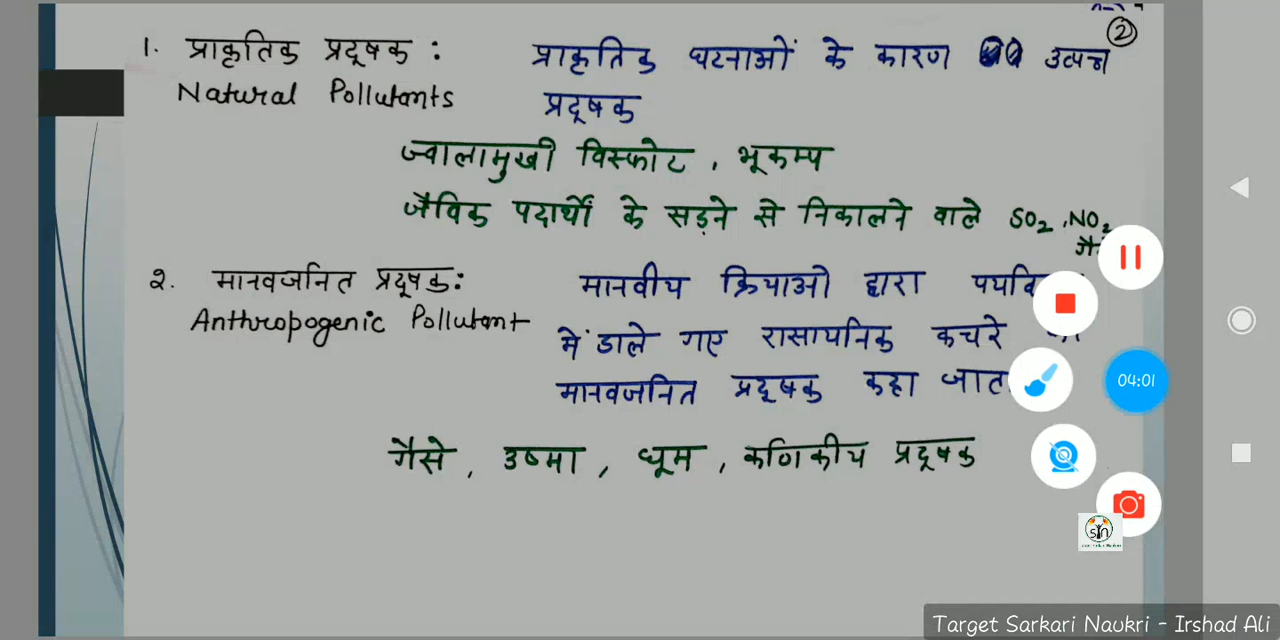 ②
1. प्राकृतिक प्रदूषक : प्राकृतिक घटनाओं के कारण उत्पन्न
Natural Pollutants प्रदूषक
ज्वालामुखी विस्फोट , भूकम्प
जैविक पदार्थों के सड़ने से निकालने वाले SO₂ , NO₂
2. मानवजनित प्रदूषक : मानवीय क्रियाओ द्वारा
Anthropogenic Pollutant में डाले गए रासायनिक कचरे
मानवजनित प्रदूषक कहा
गैसे , उष्मा , धूम , कणिकीय प्रदूषक
04:01
Target Sarkari Naukri - Irshad Ali